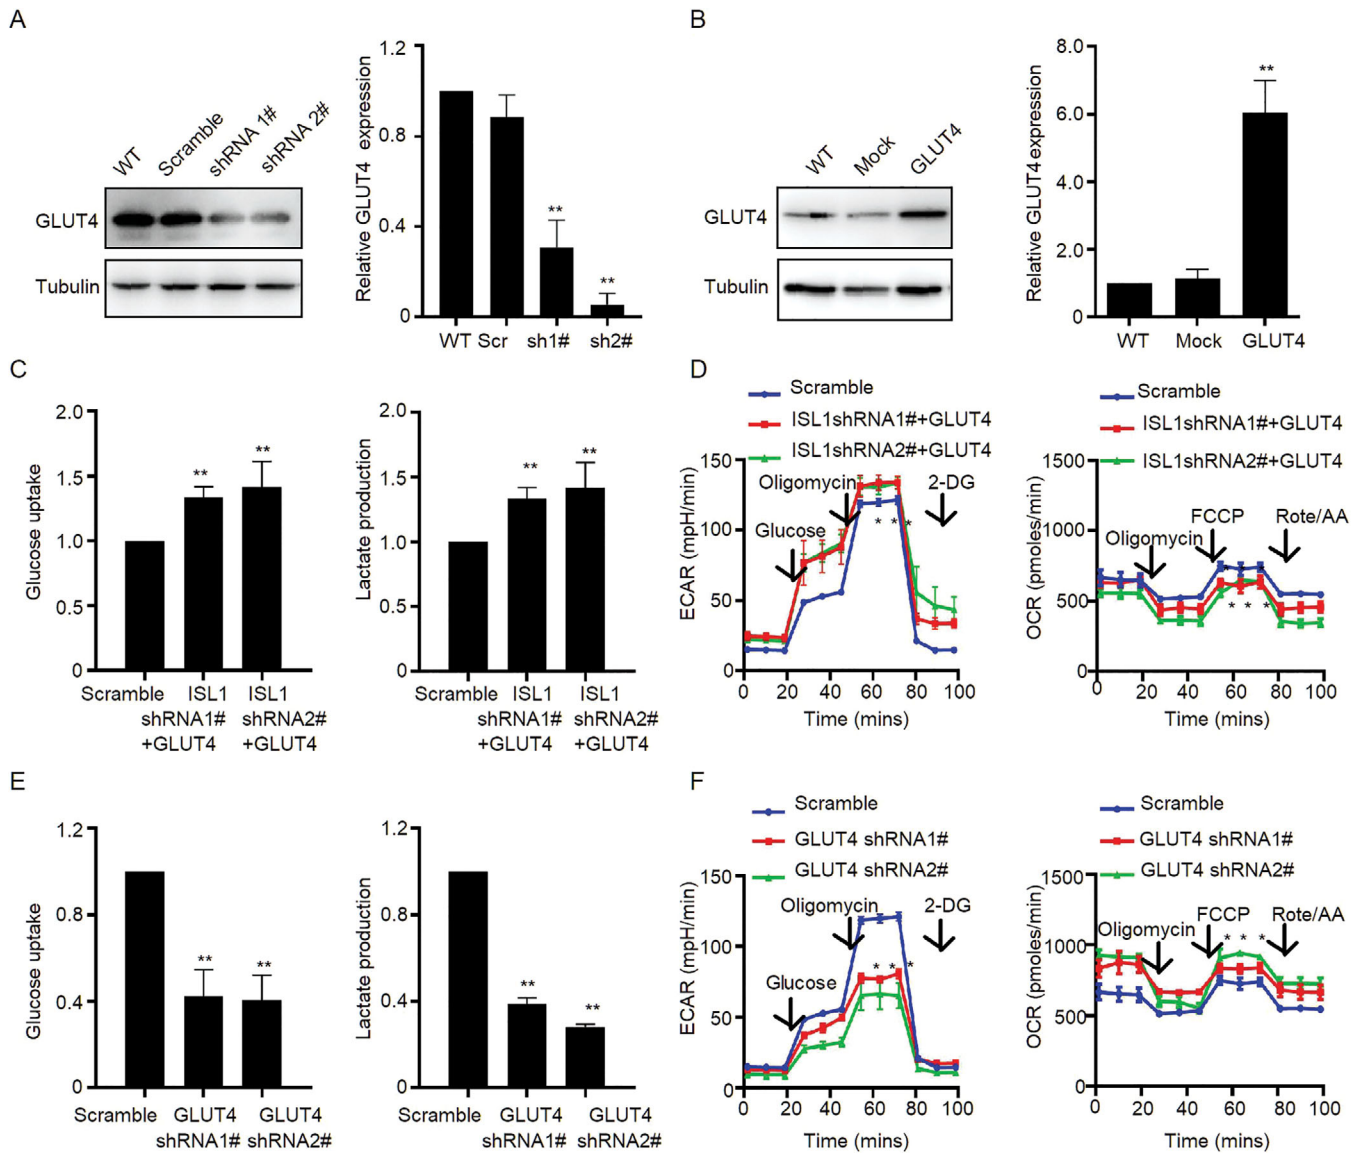 A
WT
Scramble
shRNA 1#
shRNA 2#
GLUT4
Tubulin
Relative GLUT4 expression
1.2
0.8
0.4
0
**
**
WT Scr sh1# sh2#
B
WT
Mock
GLUT4
GLUT4
Tubulin
Relative GLUT4 expression
8.0
6.0
4.0
2.0
0
**
WT Mock GLUT4
C
Glucose uptake
2.0
1.5
1.0
0.5
0
**
**
Scramble ISL1 ISL1
shRNA1# shRNA2#
+GLUT4 +GLUT4
Lactate production
2.0
1.5
1.0
0.5
0
**
**
Scramble ISL1 ISL1
shRNA1# shRNA2#
+GLUT4 +GLUT4
D
Scramble
ISL1shRNA1#+GLUT4
ISL1shRNA2#+GLUT4
ECAR (mpH/min)
150
100
50
0
Oligomycin
2-DG
Glucose
* * *
0 20 40 60 80 100
Time (mins)
Scramble
ISL1shRNA1#+GLUT4
ISL1shRNA2#+GLUT4
OCR (pmoles/min)
1500
1000
500
0
FCCP
Rote/AA
Oligomycin
* * *
* * *
0 20 40 60 80 100
Time (mins)
E
Glucose uptake
1.2
0.8
0.4
0
**
**
Scramble GLUT4 GLUT4
shRNA1# shRNA2#
Lactate production
1.2
0.8
0.4
0
**
**
Scramble GLUT4 GLUT4
shRNA1# shRNA2#
F
Scramble
GLUT4 shRNA1#
GLUT4 shRNA2#
ECAR (mpH/min)
150
100
50
0
Oligomycin
2-DG
Glucose
* * *
0 20 40 60 80 100
Time (mins)
Scramble
GLUT4 shRNA1#
GLUT4 shRNA2#
OCR (pmoles/min)
1500
1000
500
0
FCCP
Rote/AA
Oligomycin
* * *
0 20 40 60 80 100
Time (mins)